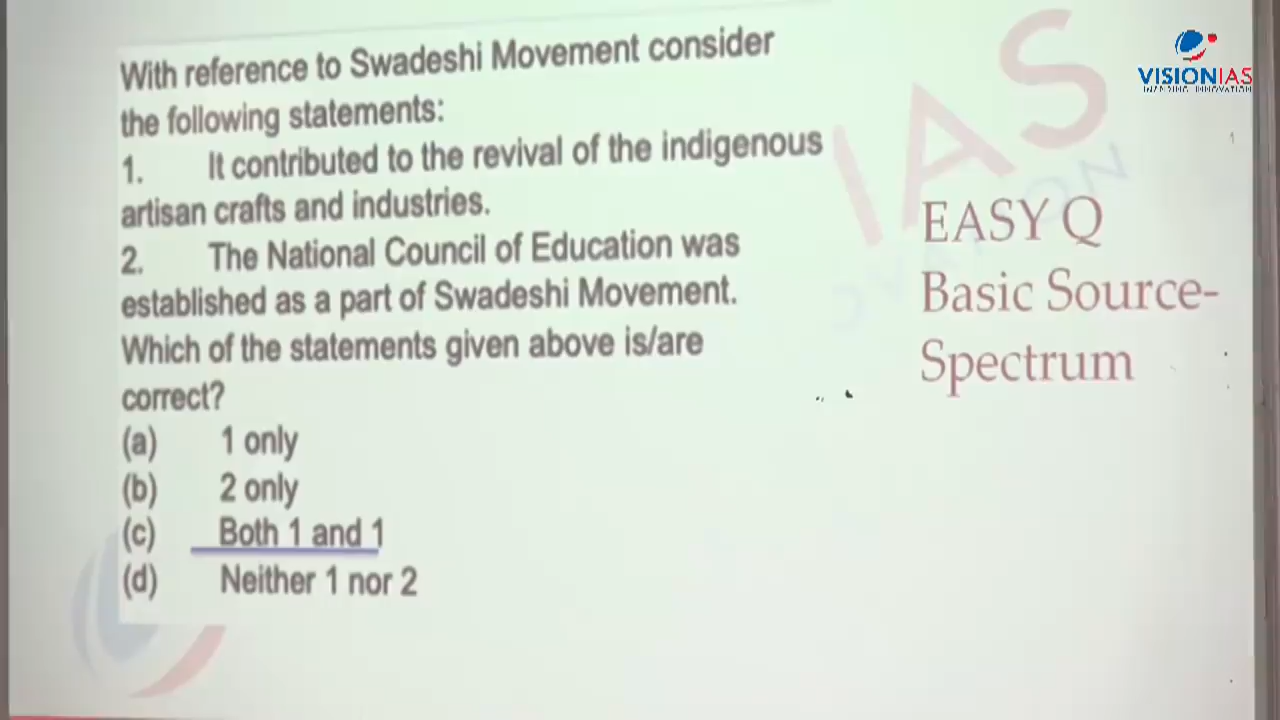 With reference to Swadeshi Movement consider
the following statements:
1. It contributed to the revival of the indigenous
artisan crafts and industries.
2. The National Council of Education was
established as a part of Swadeshi Movement.
Which of the statements given above is/are
correct?
(a) 1 only
(b) 2 only
(c) Both 1 and 1
(d) Neither 1 nor 2
EASY Q
Basic Source-
Spectrum
VISIONIAS
INSPIRING INNOVATION
IAS